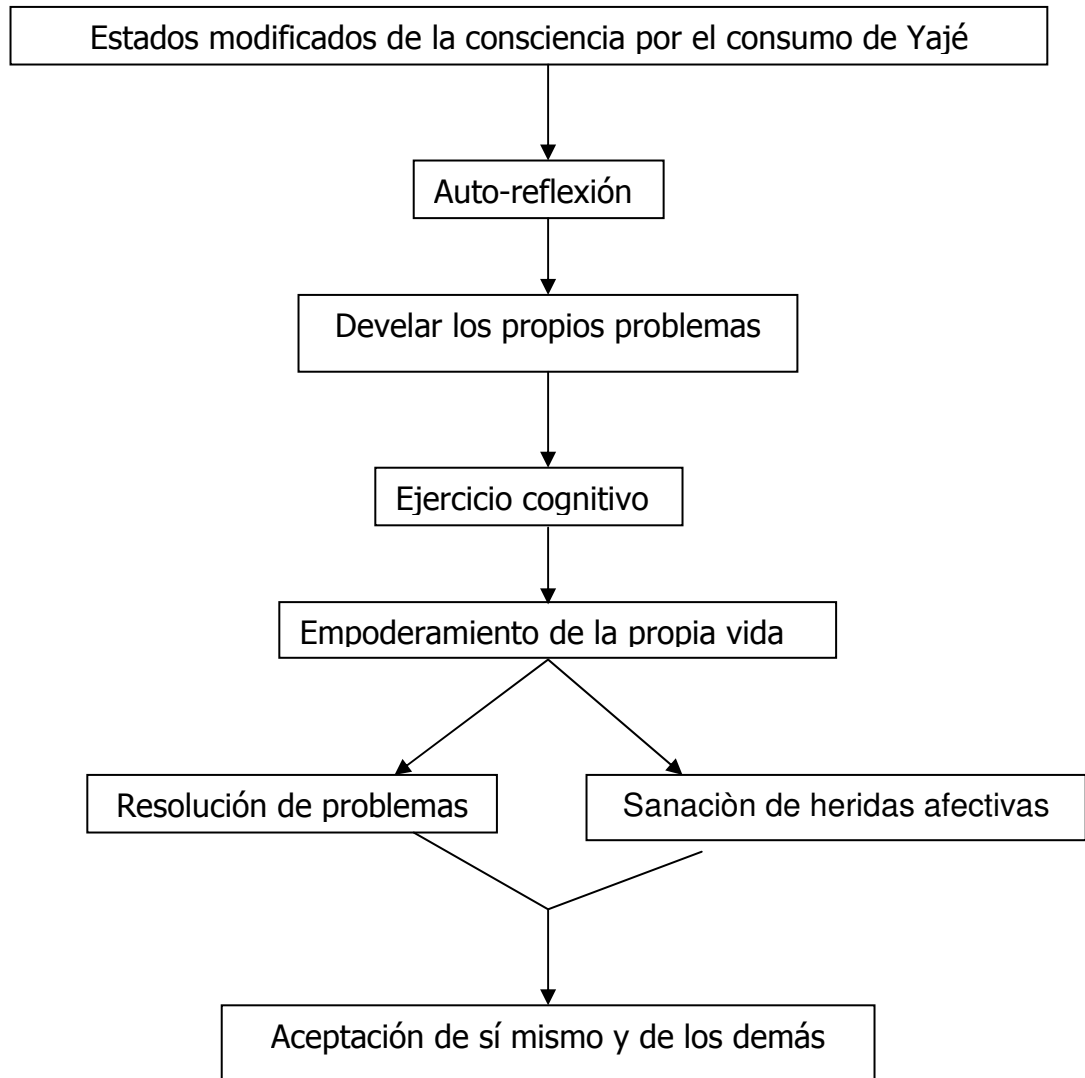 Estados modificados de la consciencia por el consumo de Yajé
Auto-reflexión
Develar los propios problemas
Ejercicio cognitivo
Empoderamiento de la propia vida
Resolución de problemas
Sanaciòn de heridas afectivas
Aceptación de sí mismo y de los demás